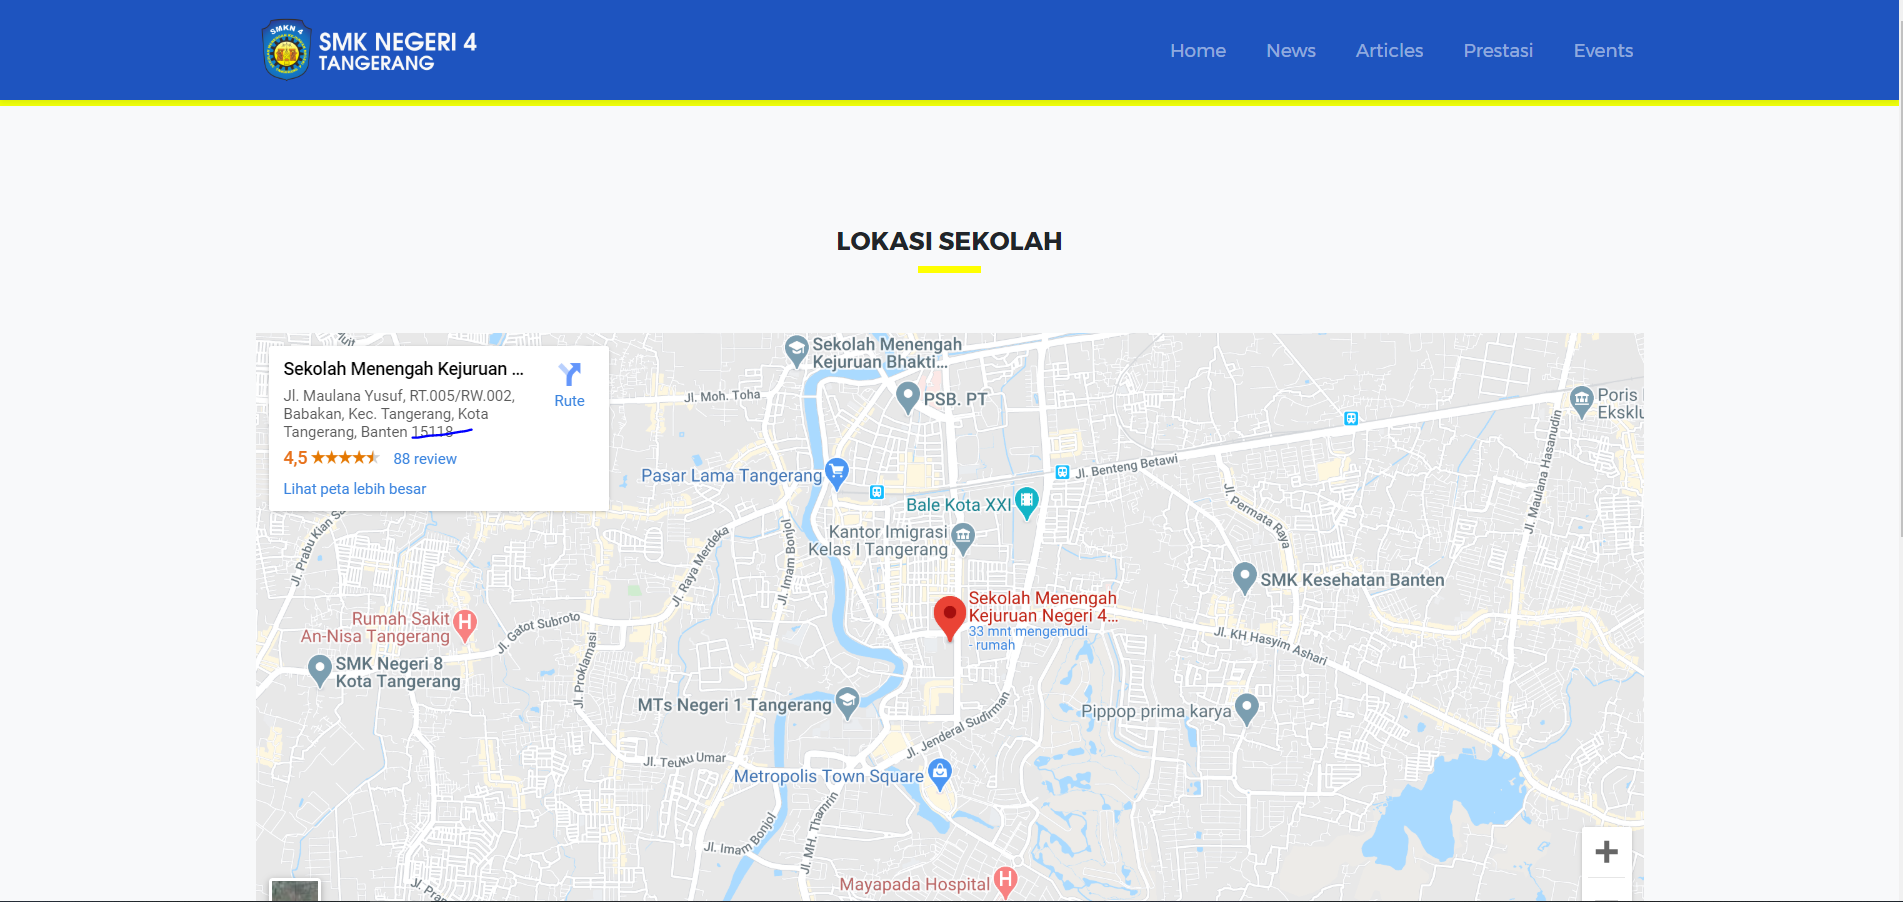 SMKN 4
SMK NEGERI 4
TANGERANG
Home
News
Articles
Prestasi
Events
LOKASI SEKOLAH
Sekolah Menengah Kejuruan ...
Jl. Maulana Yusuf, RT.005/RW.002,
Babakan, Kec. Tangerang, Kota
Tangerang, Banten 15118
4,5
88 review
Lihat peta lebih besar
Rute
Sekolah Menengah
Kejuruan Bhakti...
Jl. Moh. Toha
PSB. PT
Poris
Eksklu
Pasar Lama Tangerang
Jl. Benteng Betawi
Jl. Maulana Hasanudin
Bale Kota XXI
Jl. Permata Raya
Kantor Imigrasi
Kelas I Tangerang
Jl. Prabu Kian
Jl. Raya Merdeka
Jl. Imam Bonjol
SMK Kesehatan Banten
Sekolah Menengah
Kejuruan Negeri 4...
33 mnt mengemudi
- rumah
Rumah Sakit
An-Nisa Tangerang
Jl. Gatot Subroto
Jl. KH Hasyim Ashari
SMK Negeri 8
Kota Tangerang
Jl. Proklamasi
MTs Negeri 1 Tangerang
Jl. Jenderal Sudirman
Pippop prima karya
Jl. Teuku Umar
Metropolis Town Square
Jl. MH. Thamrin
Jl. Imam Bonjol
Mayapada Hospital